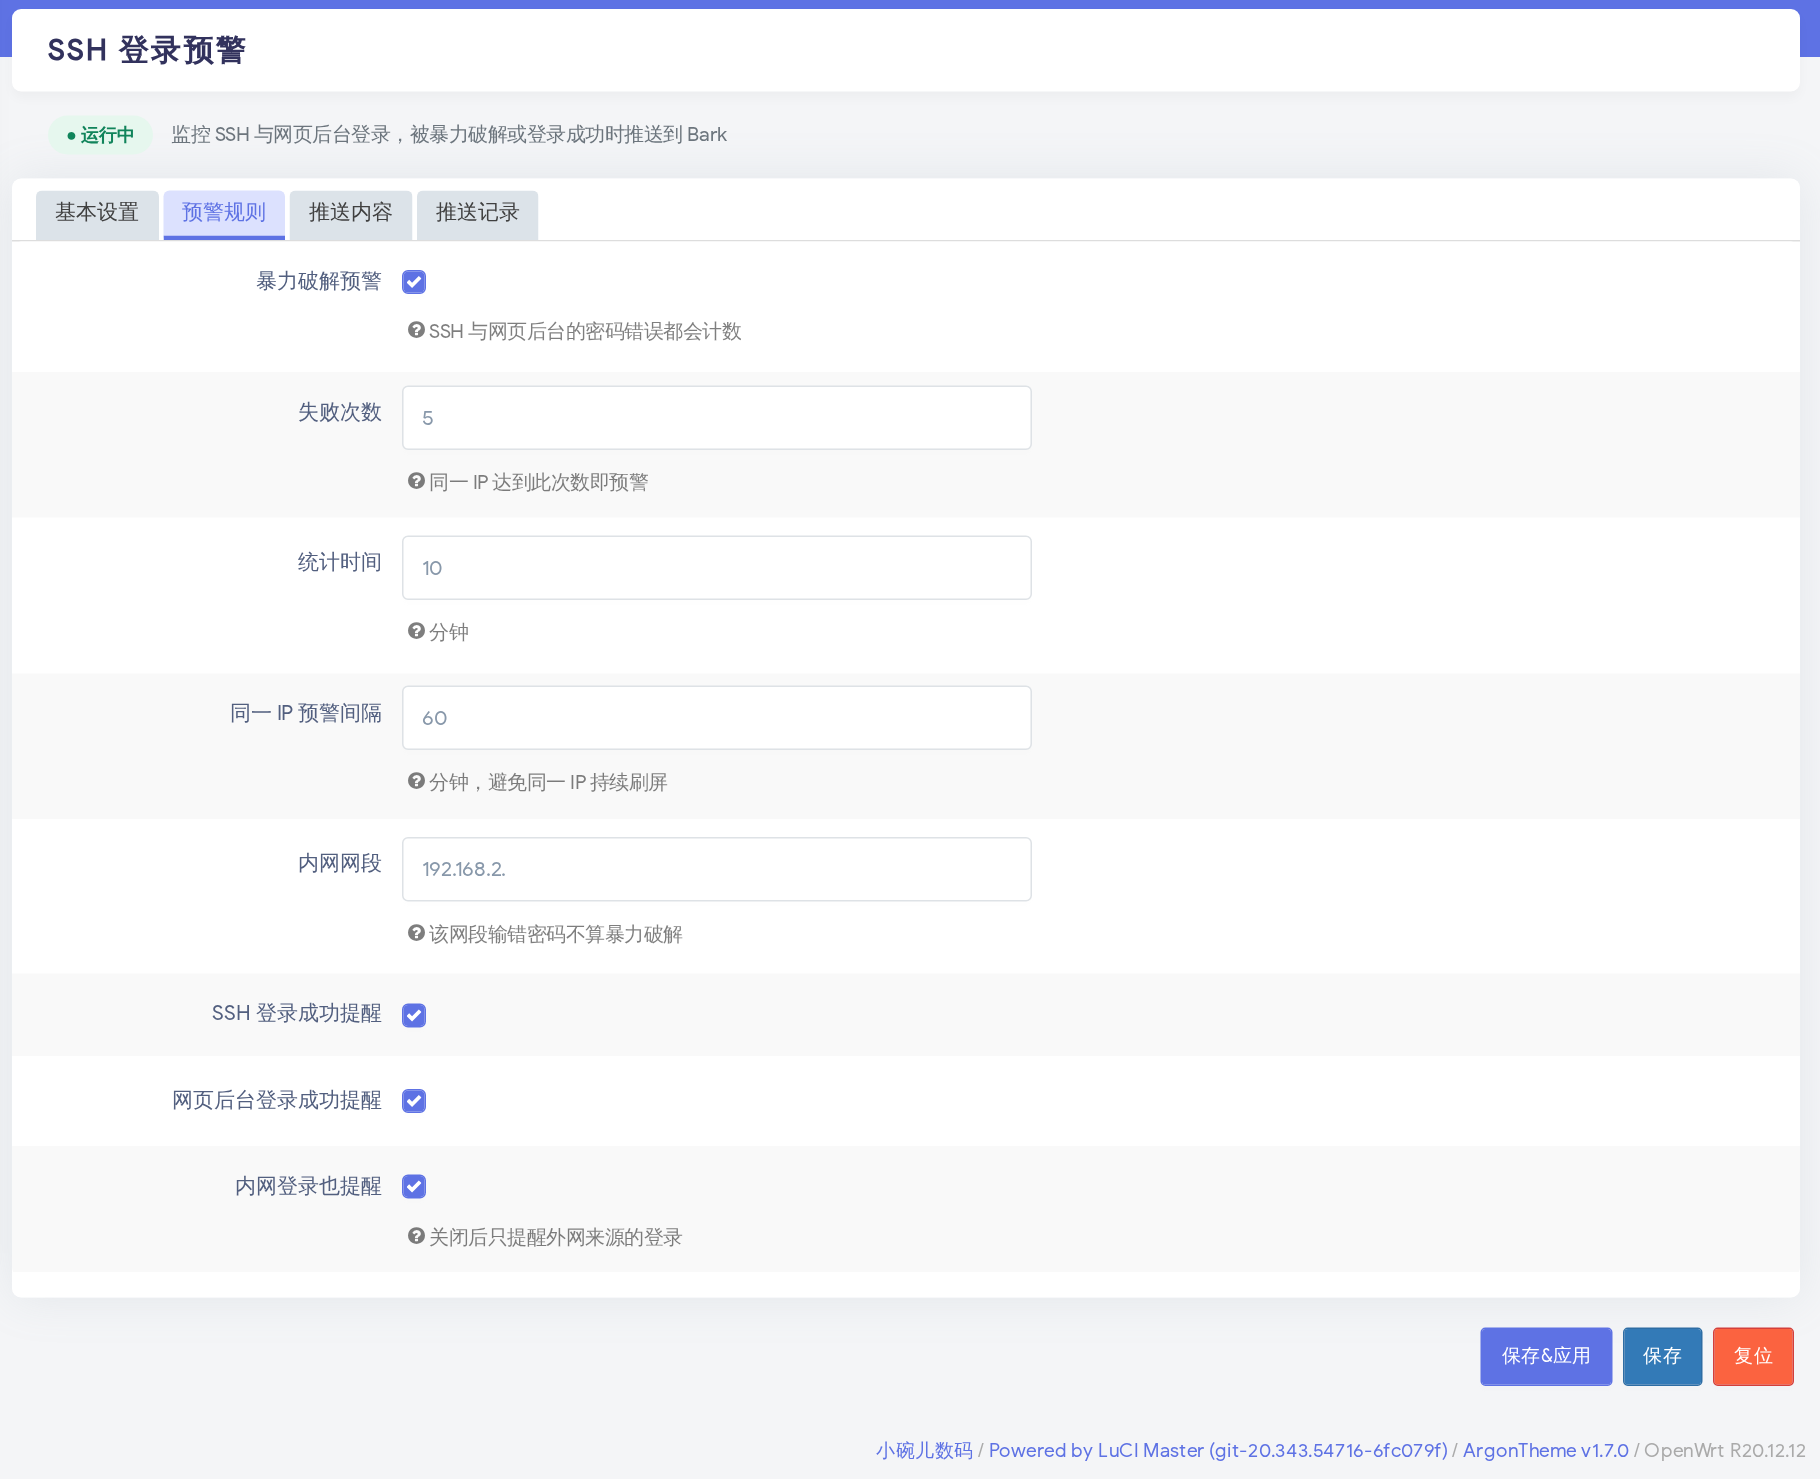 SSH 登录预警
● 运行中 监控 SSH 与网页后台登录，被暴力破解或登录成功时推送到 Bark
基本设置 预警规则 推送内容 推送记录
暴力破解预警
SSH 与网页后台的密码错误都会计数
失败次数 5
同一 IP 达到此次数即预警
统计时间 10
分钟
同一 IP 预警间隔 60
分钟，避免同一 IP 持续刷屏
内网网段 192.168.2.
该网段输错密码不算暴力破解
SSH 登录成功提醒
网页后台登录成功提醒
内网登录也提醒
关闭后只提醒外网来源的登录
保存&应用 保存 复位
小碗儿数码 / Powered by LuCI Master (git-20.343.54716-6fc079f) / ArgonTheme v1.7.0 / OpenWrt R20.12.12